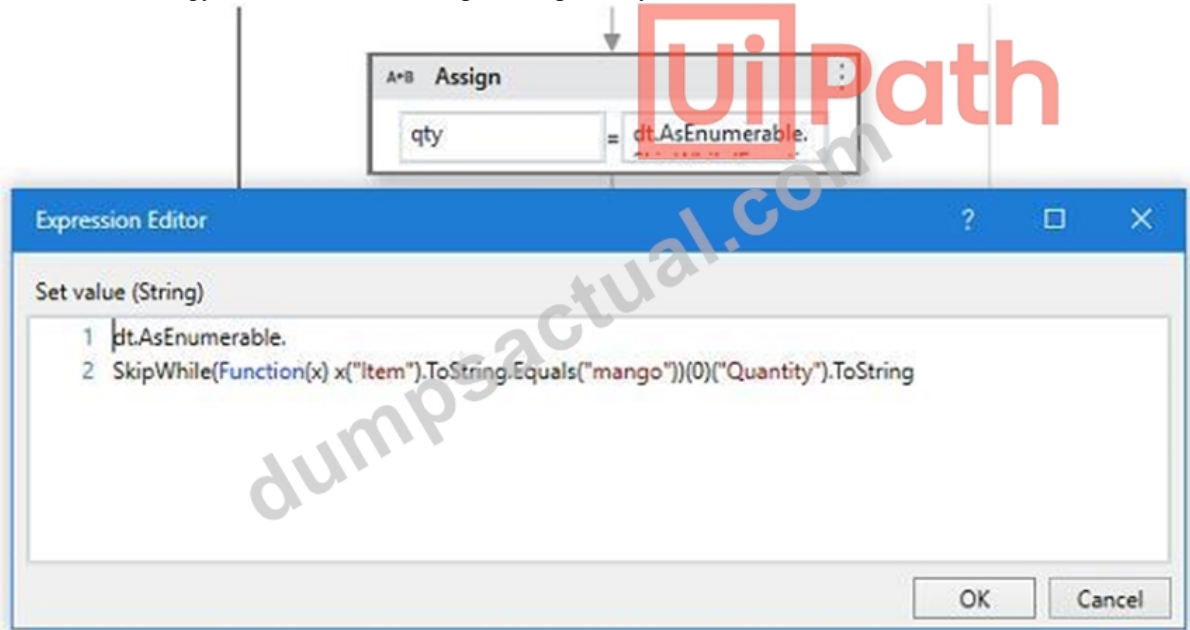 UiPath
A+B Assign
qty = dt.AsEnumerable.
Expression Editor ?
Set value (String)
1 dt.AsEnumerable.
2 SkipWhile(Function(x) x("Item").ToString.Equals("mango"))(0)("Quantity").ToString
dumpsactual.com
OK Cancel